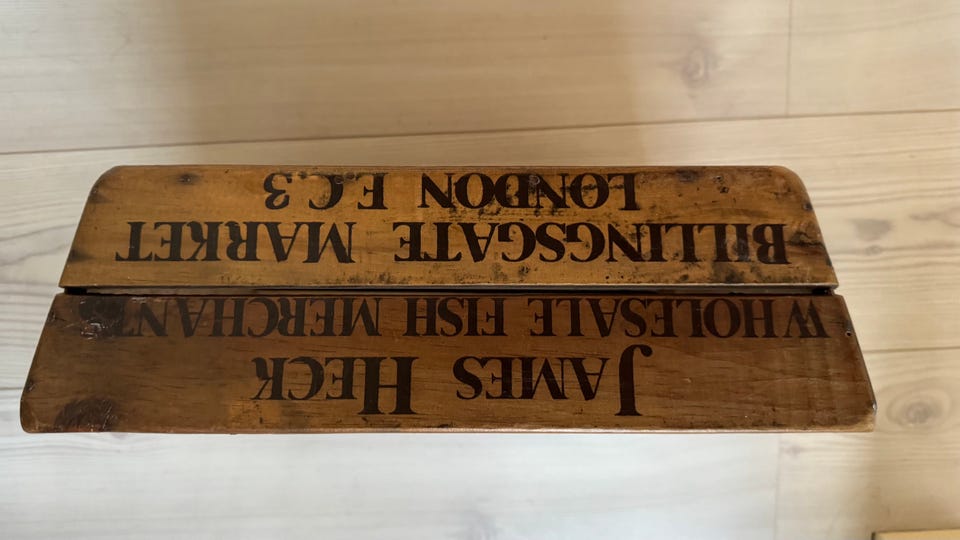 JAMES HECK
WHOLESALE FISH MERCHANTS
BILLINGSGATE MARKET
LONDON E C 3